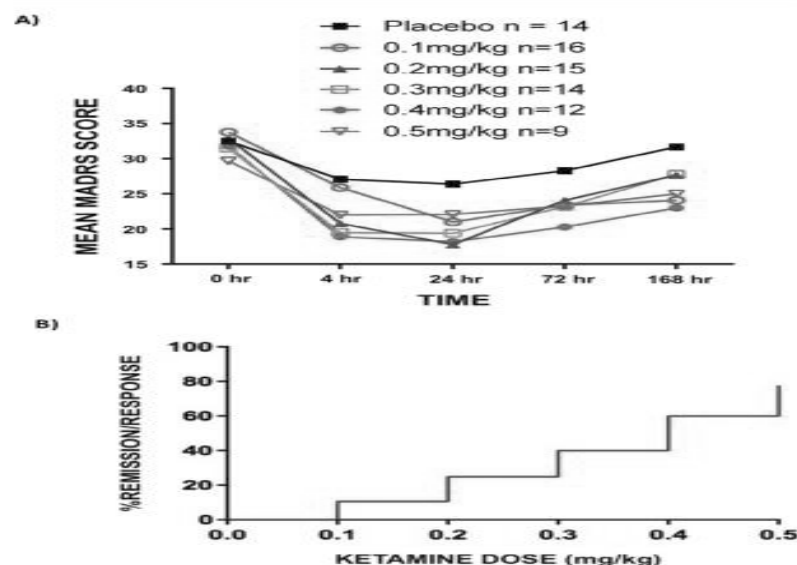 A)
Placebo n = 14
0.1mg/kg n=16
0.2mg/kg n=15
0.3mg/kg n=14
0.4mg/kg n=12
0.5mg/kg n=9
MEAN MADRS SCORE
40
35
30
25
20
15
0 hr 4 hr 24 hr 72 hr 168 hr
TIME
B)
%REMISSION/RESPONSE
100
80
60
40
20
0
0.0 0.1 0.2 0.3 0.4 0.5
KETAMINE DOSE (mg/kg)